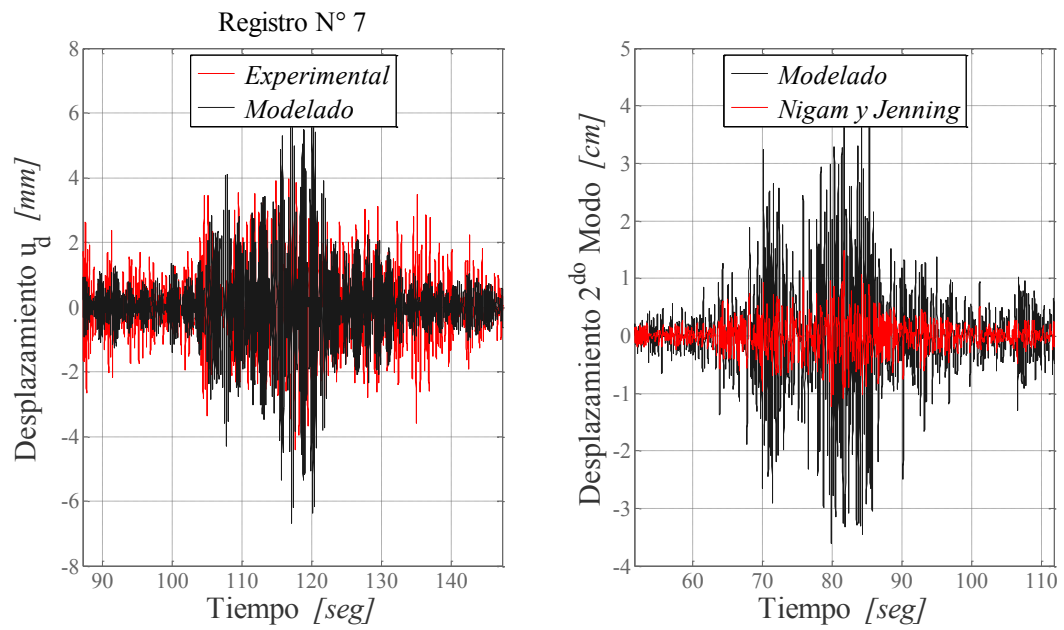 Registro N° 7
Experimental
Modelado
Desplazamiento u_d [mm]
8
6
4
2
0
-2
-4
-6
-8
90 100 110 120 130 140
Tiempo [seg]
Modelado
Nigam y Jenning
Desplazamiento 2^do Modo [cm]
5
4
3
2
1
0
-1
-2
-3
-4
60 70 80 90 100 110
Tiempo [seg]